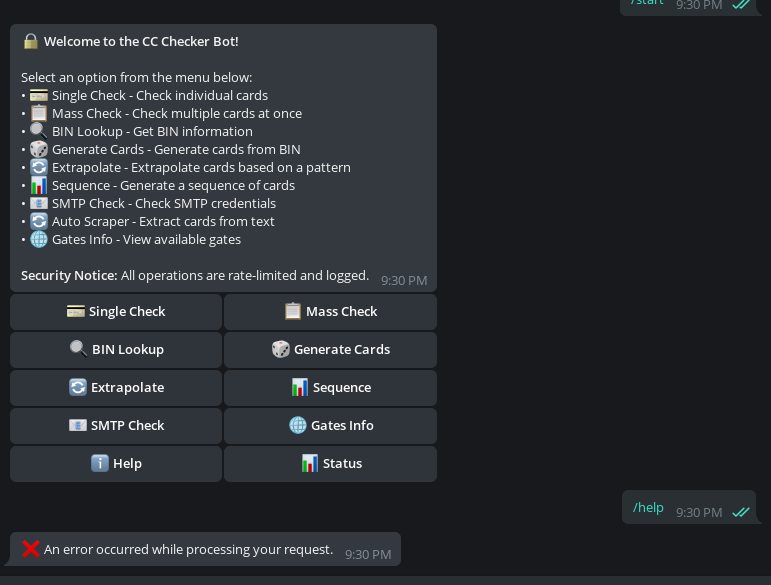 /start 9:30 PM
🔒 Welcome to the CC Checker Bot!
Select an option from the menu below:
• 💳 Single Check - Check individual cards
• 📋 Mass Check - Check multiple cards at once
• 🔍 BIN Lookup - Get BIN information
• 🎲 Generate Cards - Generate cards from BIN
• 🔄 Extrapolate - Extrapolate cards based on a pattern
• 📊 Sequence - Generate a sequence of cards
• 📧 SMTP Check - Check SMTP credentials
• 🔄 Auto Scraper - Extract cards from text
• 🌐 Gates Info - View available gates
Security Notice: All operations are rate-limited and logged. 9:30 PM
💳 Single Check
📋 Mass Check
🔍 BIN Lookup
🎲 Generate Cards
🔄 Extrapolate
📊 Sequence
📧 SMTP Check
🌐 Gates Info
ℹ️ Help
📊 Status
/help 9:30 PM
❌ An error occurred while processing your request. 9:30 PM